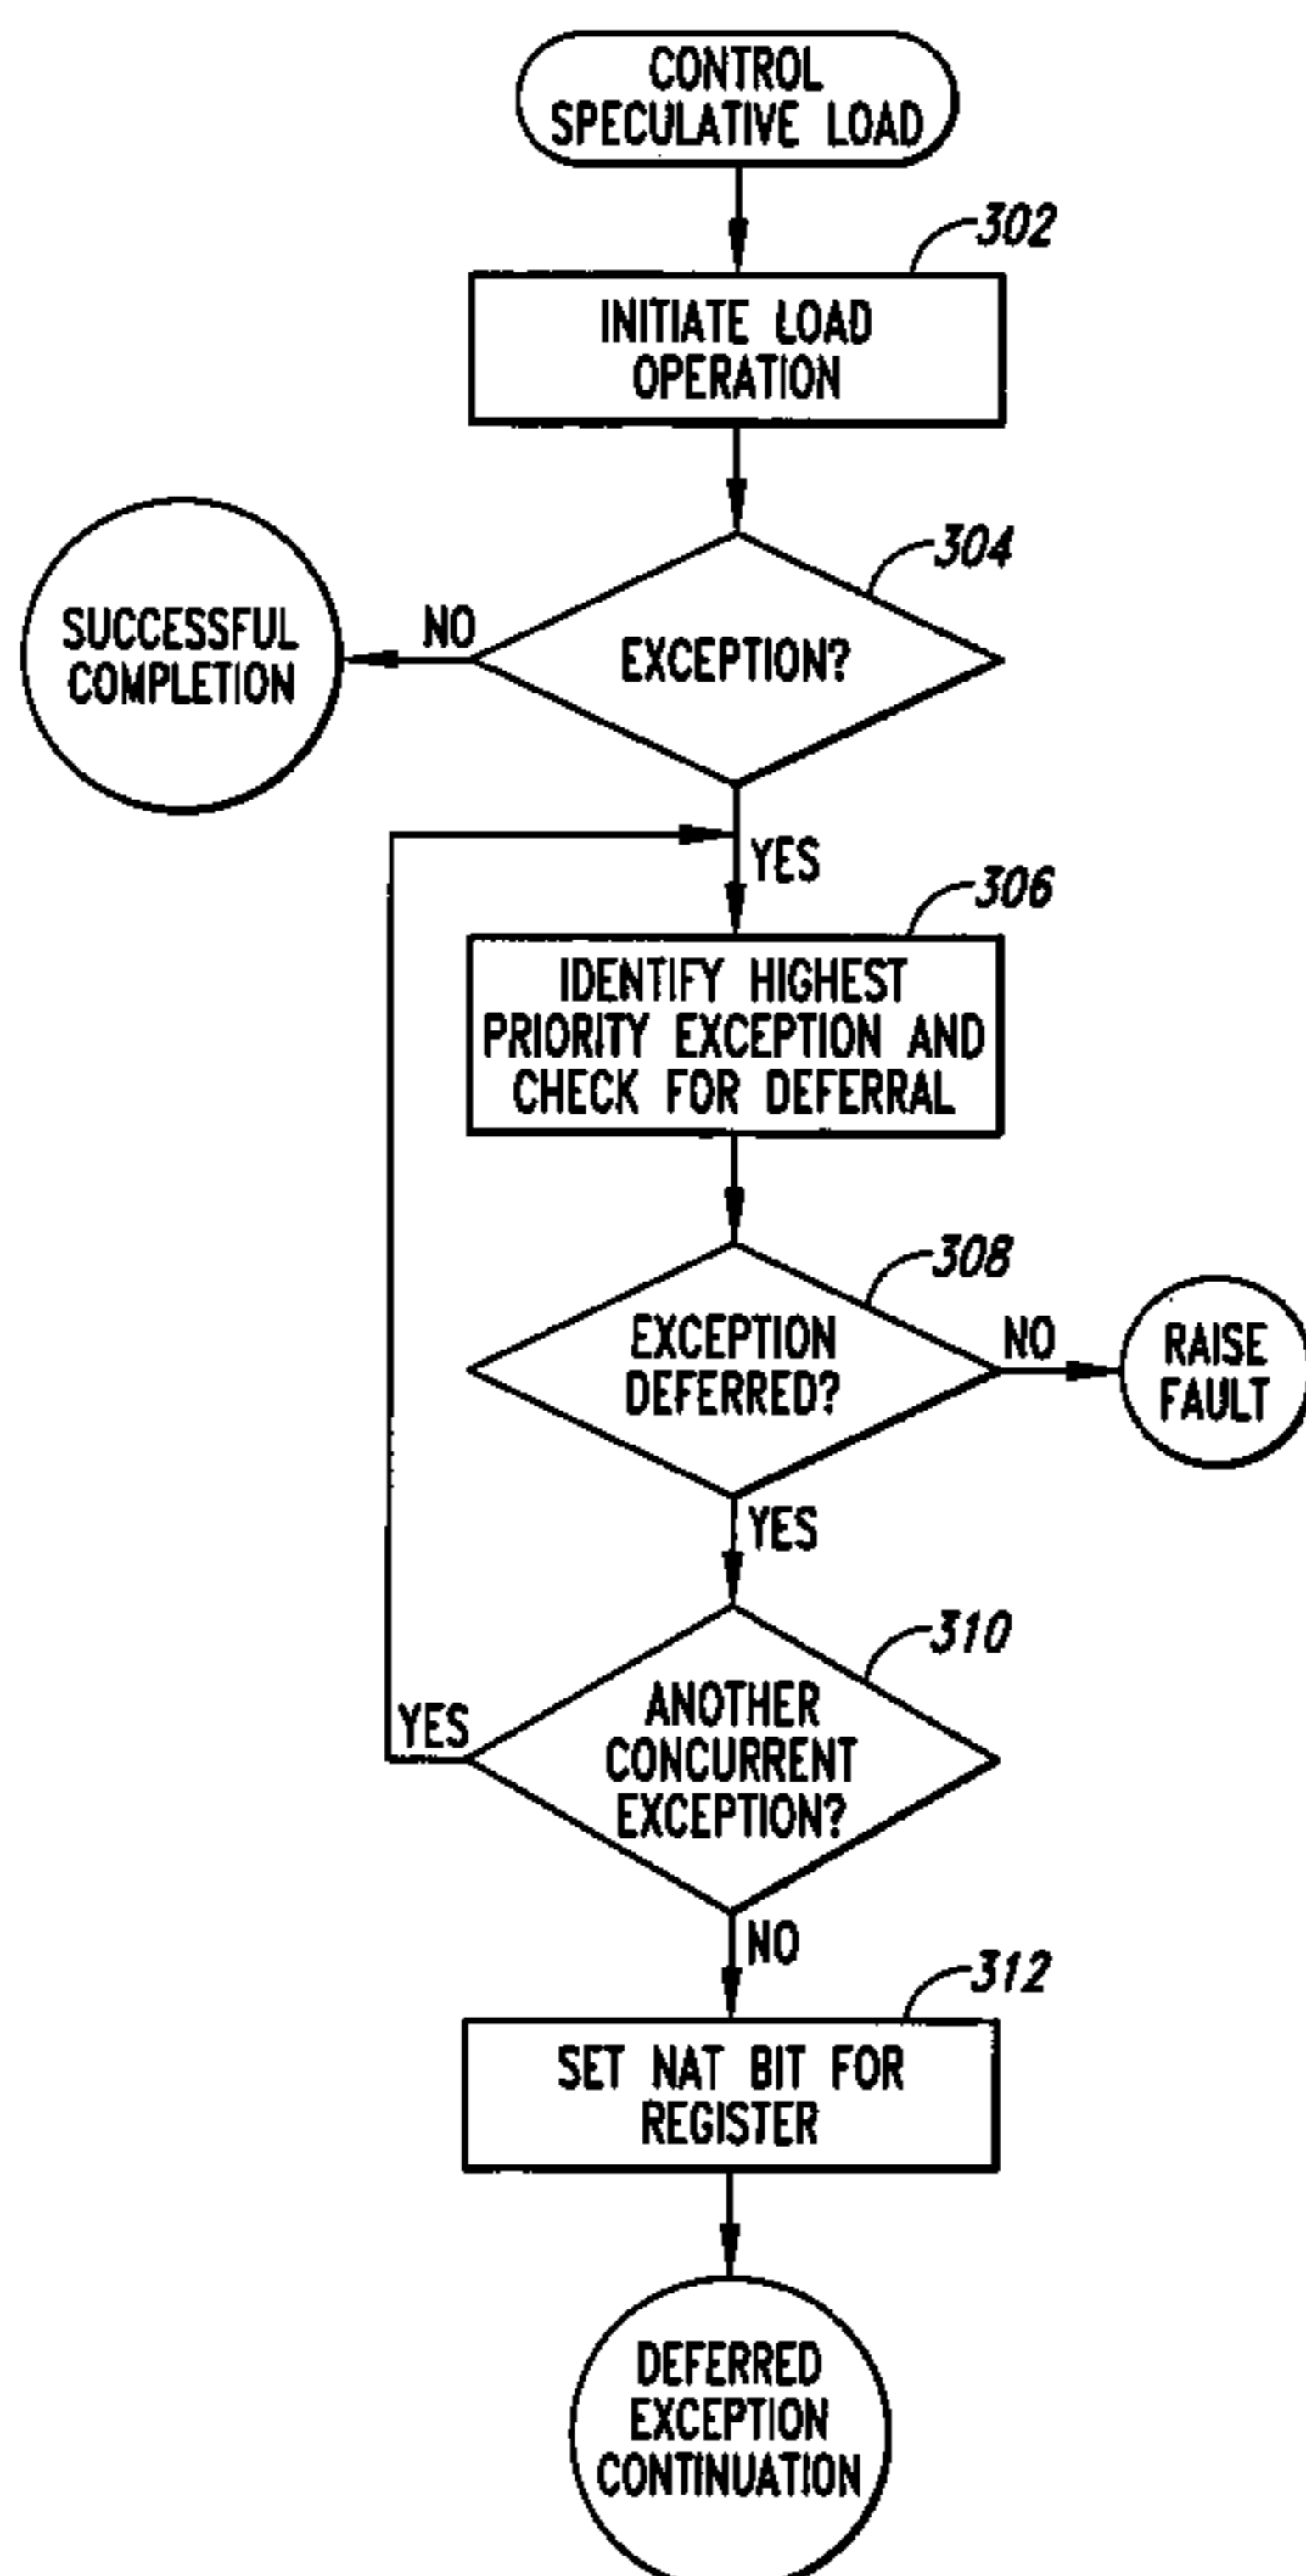 CONTROL
SPECULATIVE LOAD
302
INITIATE LOAD
OPERATION
304
SUCCESSFUL
COMPLETION
NO
EXCEPTION?
YES
306
IDENTIFY HIGHEST
PRIORITY EXCEPTION AND
CHECK FOR DEFERRAL
308
EXCEPTION
DEFERRED?
NO
RAISE
FAULT
YES
310
YES
ANOTHER
CONCURRENT
EXCEPTION?
NO
312
SET NAT BIT FOR
REGISTER
DEFERRED
EXCEPTION
CONTINUATION